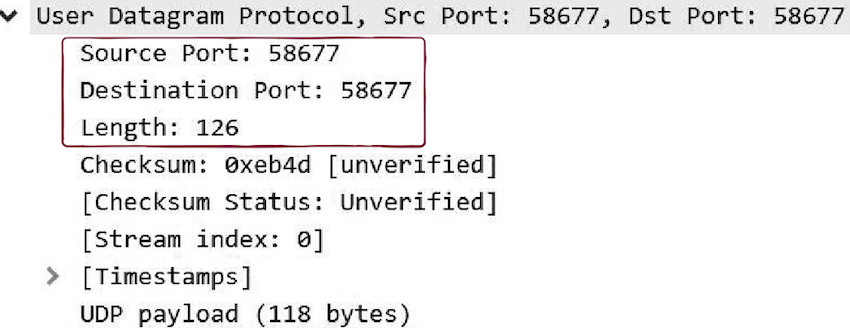 User Datagram Protocol, Src Port: 58677, Dst Port: 58677
Source Port: 58677
Destination Port: 58677
Length: 126
Checksum: 0xeb4d [unverified]
[Checksum Status: Unverified]
[Stream index: 0]
[Timestamps]
UDP payload (118 bytes)